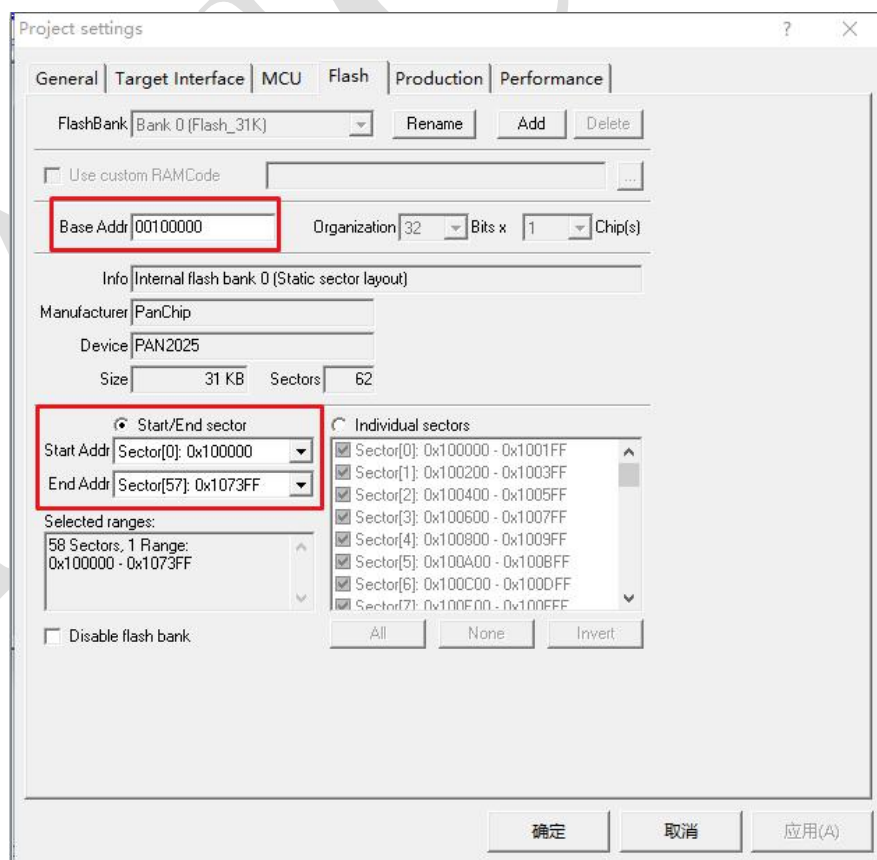 Project settings ? ×
General Target Interface MCU Flash Production Performance
FlashBank Bank 0 (Flash_31K) Rename Add Delete
Use custom RAMCode ...
Base Addr 00100000 Organization 32 Bits x 1 Chip(s)
Info Internal flash bank 0 (Static sector layout)
Manufacturer PanChip
Device PAN2025
Size 31 KB Sectors 62
Start/End sector
Start Addr Sector[0]: 0x100000
End Addr Sector[57]: 0x1073FF
Selected ranges:
58 Sectors, 1 Range:
0x100000 - 0x1073FF
Disable flash bank
Individual sectors
Sector[0]: 0x100000 - 0x1001FF
Sector[1]: 0x100200 - 0x1003FF
Sector[2]: 0x100400 - 0x1005FF
Sector[3]: 0x100600 - 0x1007FF
Sector[4]: 0x100800 - 0x1009FF
Sector[5]: 0x100A00 - 0x100BFF
Sector[6]: 0x100C00 - 0x100DFF
Sector[7]: 0x100E00 - 0x100FFF
All None Invert
确定 取消 应用(A)